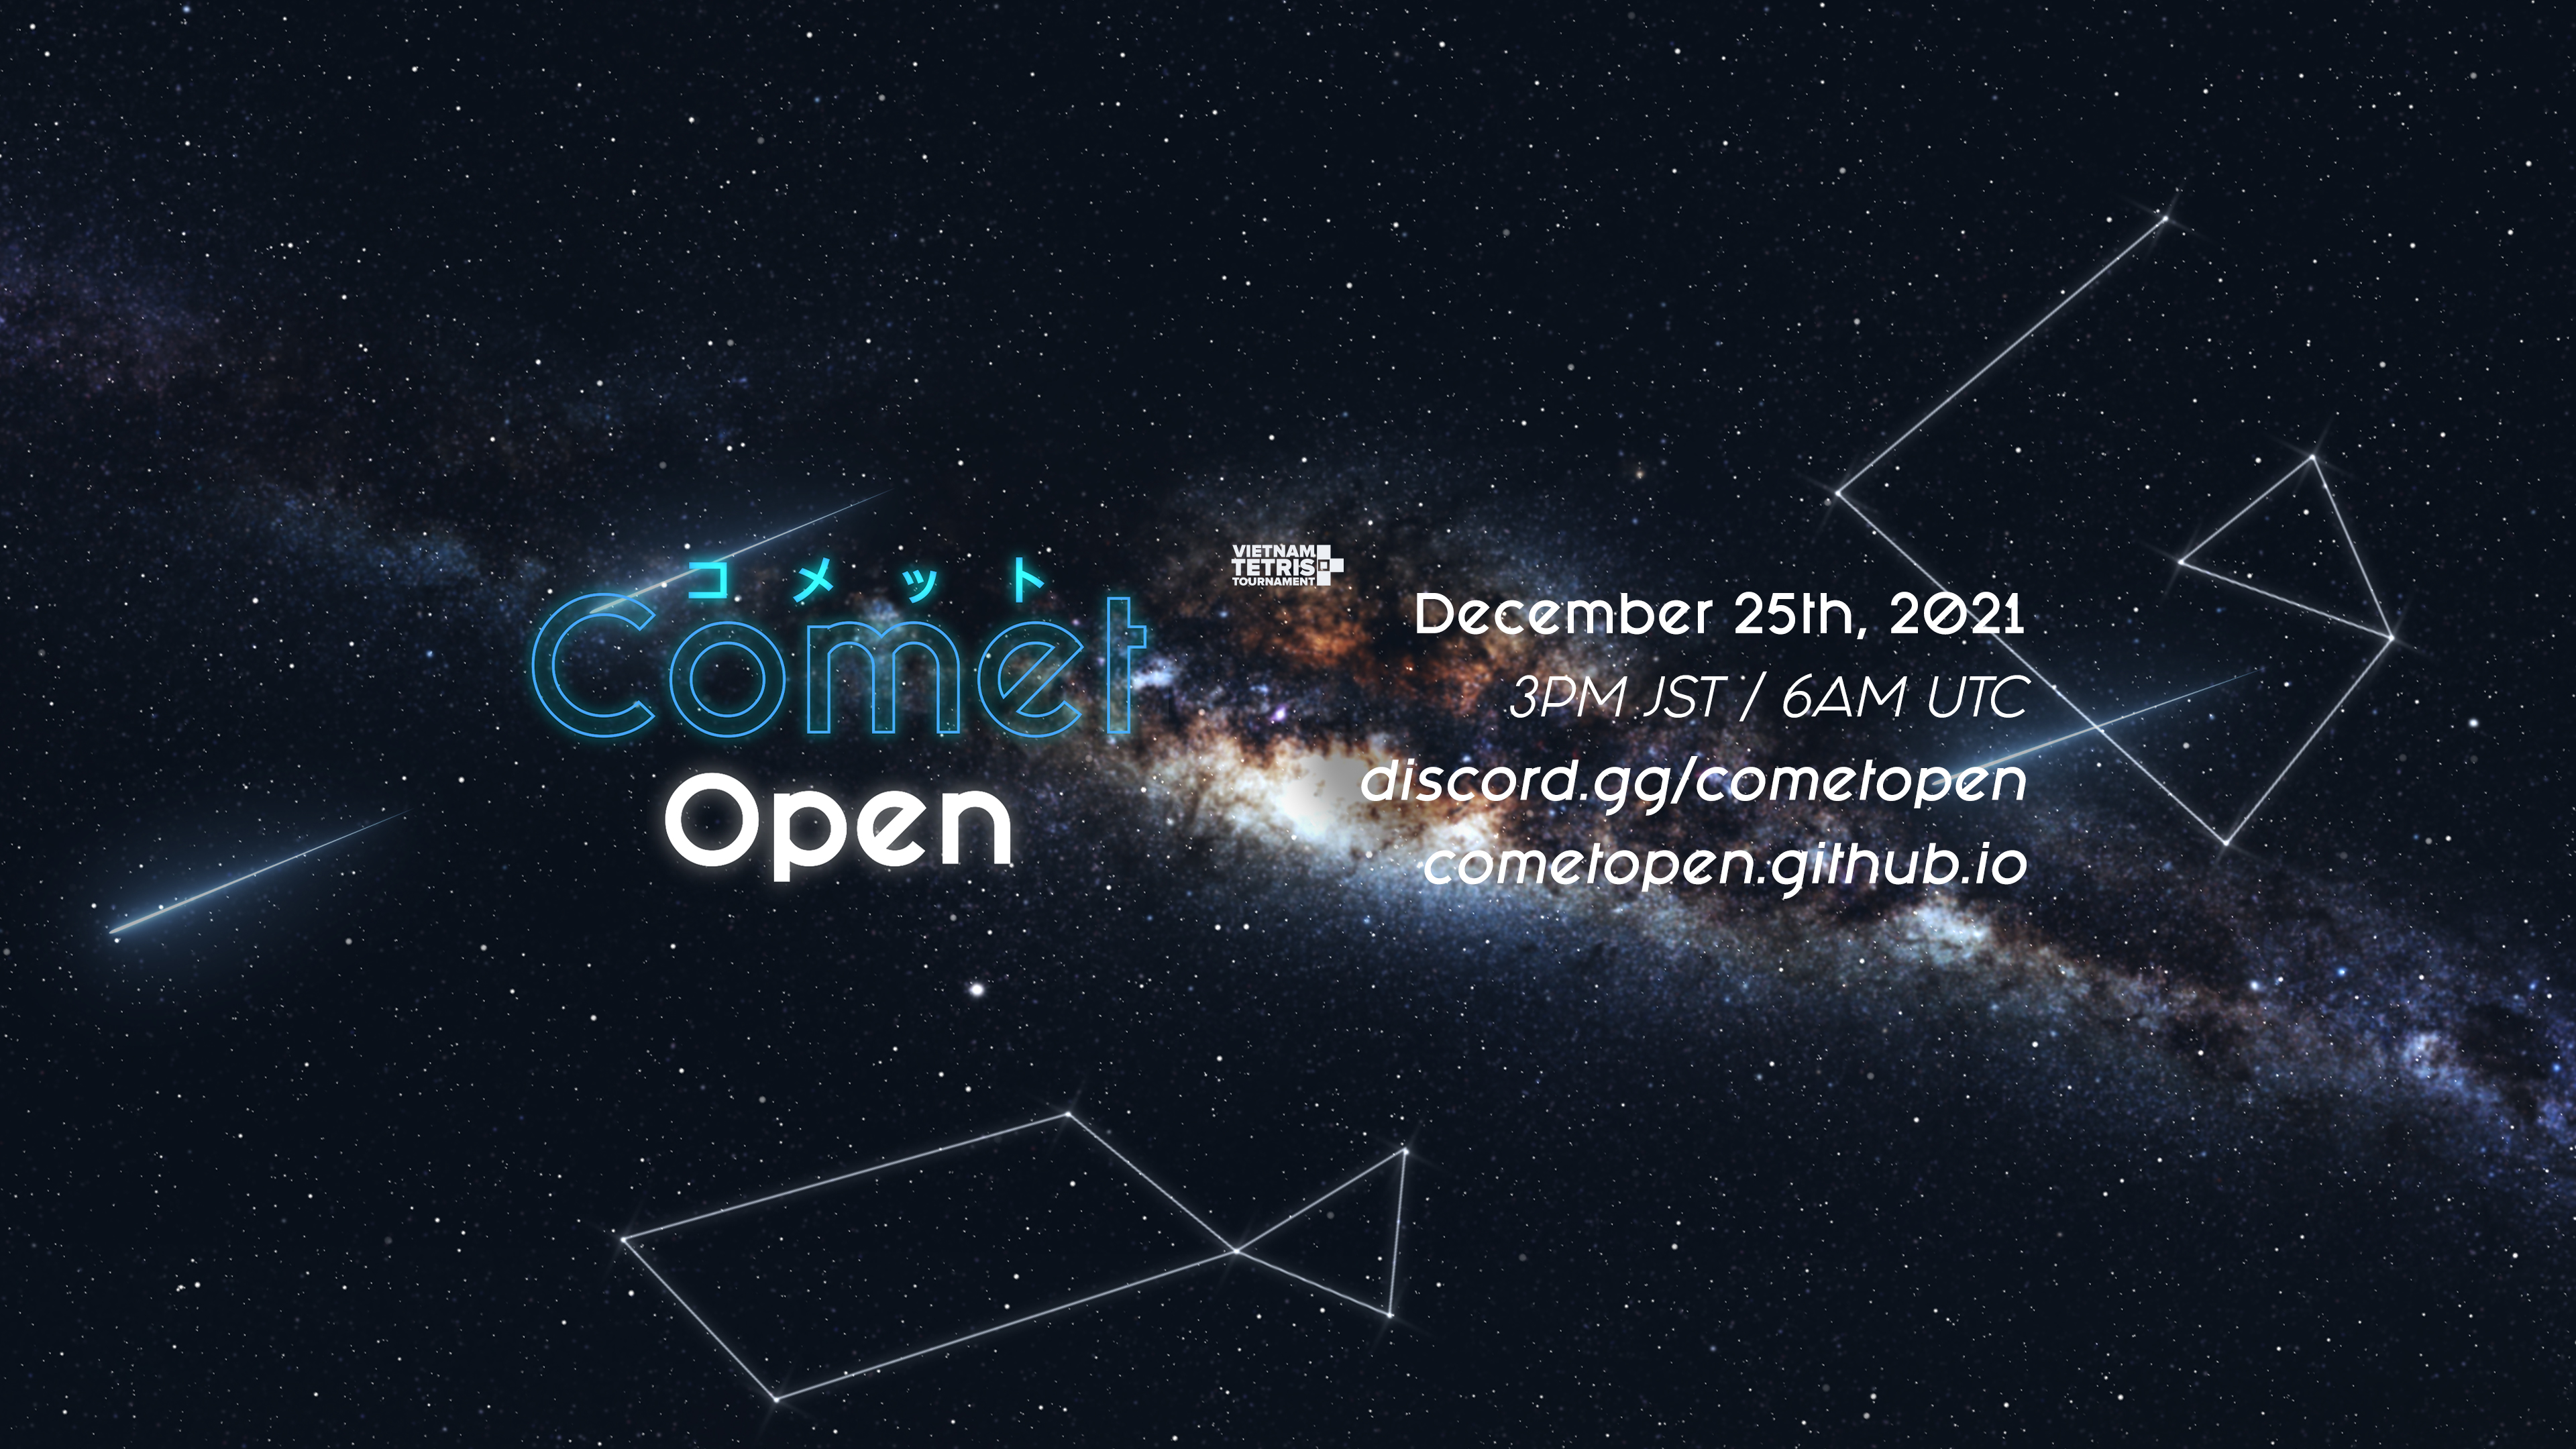 コメット
Comet
Open
VIETNAM
TETRIS
TOURNAMENT
December 25th, 2021
3PM JST / 6AM UTC
discord.gg/cometopen
cometopen.github.io